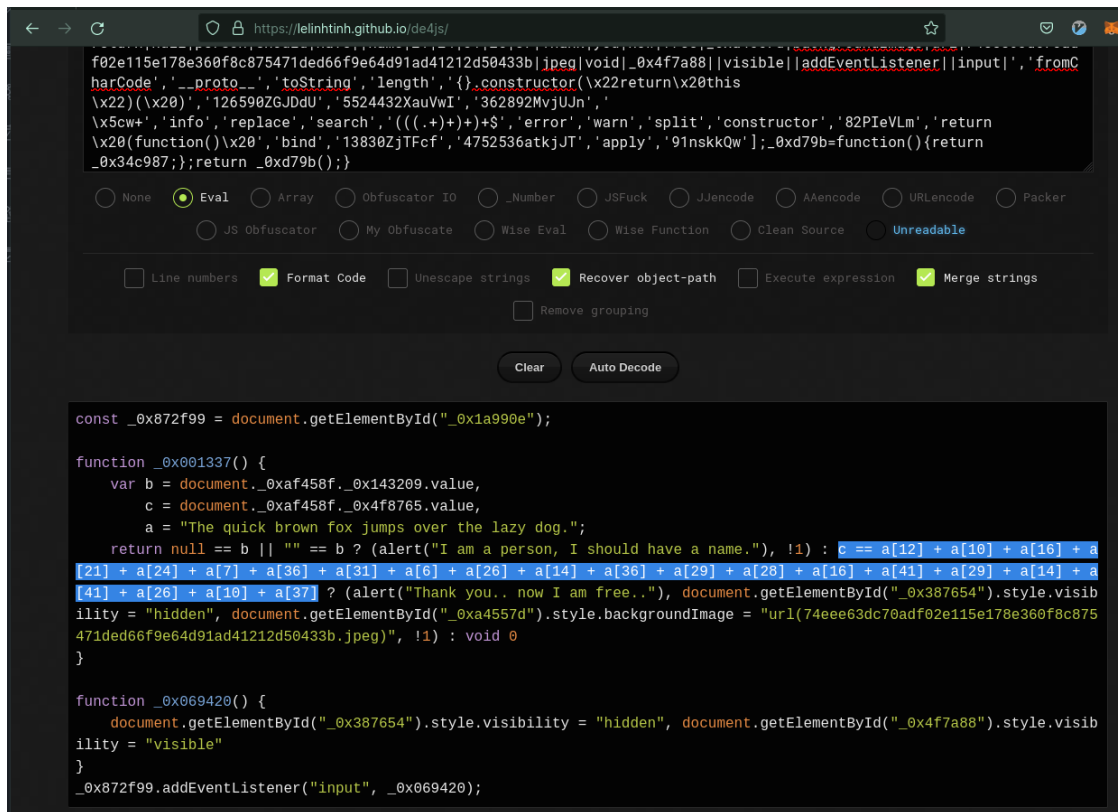 https://lelinhtinh.github.io/de4js/
f02e115e178e360f8c875471ded66f9e64d91ad41212d50433b|jpeg|void|_0x4f7a88||visible||addEventListener||input|','fromC
harCode','__proto__','toString','length','{}.constructor(\x22return\x20this
\x22)(\x20)','126590ZGJDdU','5524432XauVwI','362892MvjUJn','
\x5cw+','info','replace','search','(((.+)+)+)+$','error','warn','split','constructor','82PIeVLm','return
\x20(function()\x20','bind','13830ZjTFcf','4752536atkjJT','apply','91nskkQw'];_0xd79b=function(){return
_0x34c987;};return _0xd79b();}
None Eval Array Obfuscator IO _Number JSFuck JJencode AAencode URLencode Packer
JS Obfuscator My Obfuscate Wise Eval Wise Function Clean Source Unreadable
Line numbers Format Code Unescape strings Recover object-path Execute expression Merge strings
Remove grouping
Clear Auto Decode
const _0x872f99 = document.getElementById("_0x1a990e");
function _0x001337() {
var b = document._0xaf458f._0x143209.value,
c = document._0xaf458f._0x4f8765.value,
a = "The quick brown fox jumps over the lazy dog.";
return null == b || "" == b ? (alert("I am a person, I should have a name."), !1) : c == a[12] + a[10] + a[16] + a
[21] + a[24] + a[7] + a[36] + a[31] + a[6] + a[26] + a[14] + a[36] + a[29] + a[28] + a[16] + a[41] + a[29] + a[14] + a
[41] + a[26] + a[10] + a[37] ? (alert("Thank you.. now I am free.."), document.getElementById("_0x387654").style.visib
ility = "hidden", document.getElementById("_0xa4557d").style.backgroundImage = "url(74eee63dc70adf02e115e178e360f8c875
471ded66f9e64d91ad41212d50433b.jpeg)", !1) : void 0
}
function _0x069420() {
document.getElementById("_0x387654").style.visibility = "hidden", document.getElementById("_0x4f7a88").style.visib
ility = "visible"
}
_0x872f99.addEventListener("input", _0x069420);